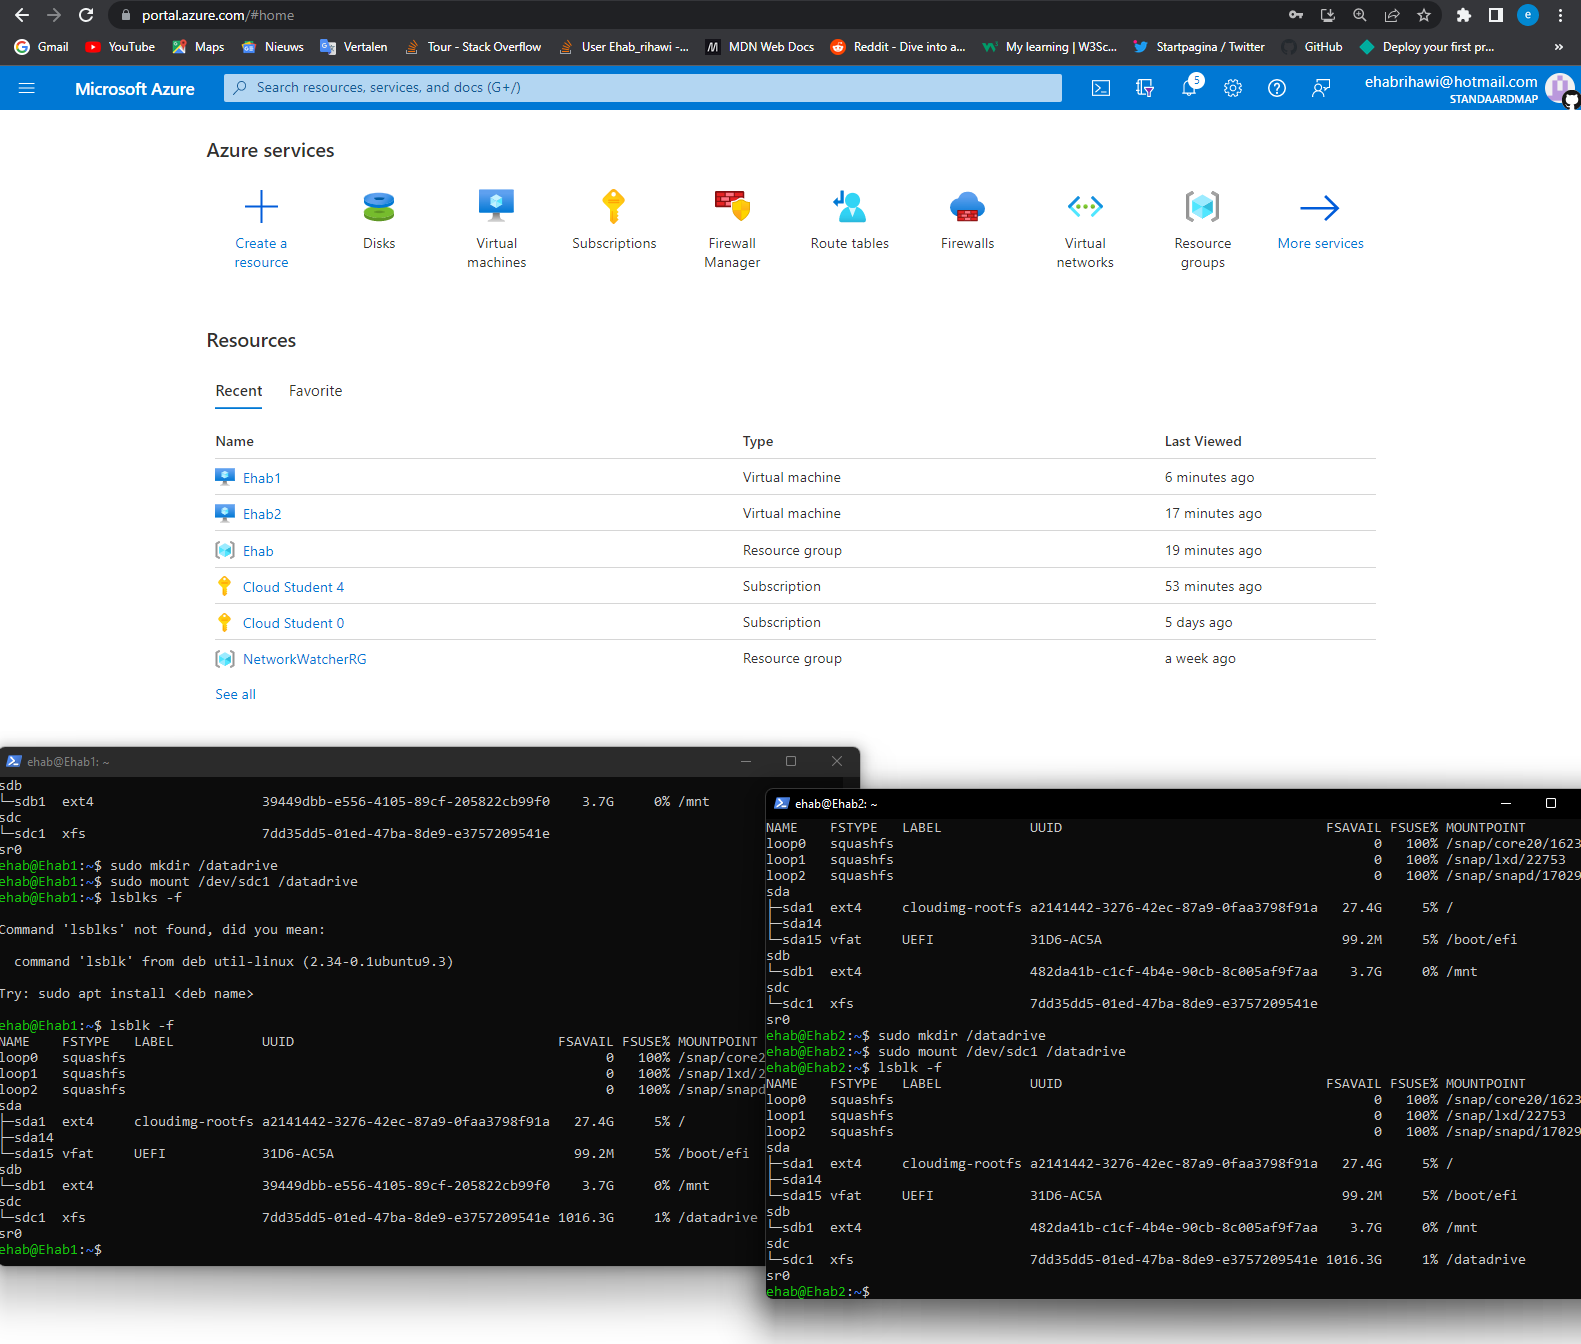 portal.azure.com/#home
e
Gmail YouTube Maps Nieuws Vertalen Tour - Stack Overflow User Ehab_rihawi -... MDN Web Docs Reddit - Dive into a... My learning | W3Sc... Startpagina / Twitter GitHub Deploy your first pr... »
Microsoft Azure
Search resources, services, and docs (G+/)
5
ehabrihawi@hotmail.com
STANDAARDMAP
Azure services
Create a resource
Disks
Virtual machines
Subscriptions
Firewall Manager
Route tables
Firewalls
Virtual networks
Resource groups
More services
Resources
Recent Favorite
Name Type Last Viewed
Ehab1 Virtual machine 6 minutes ago
Ehab2 Virtual machine 17 minutes ago
Ehab Resource group 19 minutes ago
Cloud Student 4 Subscription 53 minutes ago
Cloud Student 0 Subscription 5 days ago
NetworkWatcherRG Resource group a week ago
See all
ehab@Ehab1: ~
sdb
└─sdb1 ext4 39449dbb-e556-4105-89cf-205822cb99f0 3.7G 0% /mnt
sdc
└─sdc1 xfs 7dd35dd5-01ed-47ba-8de9-e3757209541e
sr0
ehab@Ehab1:~$ sudo mkdir /datadrive
ehab@Ehab1:~$ sudo mount /dev/sdc1 /datadrive
ehab@Ehab1:~$ lsblks -f
Command 'lsblks' not found, did you mean:
command 'lsblk' from deb util-linux (2.34-0.1ubuntu9.3)
Try: sudo apt install <deb name>
ehab@Ehab1:~$ lsblk -f
NAME FSTYPE LABEL UUID FSAVAIL FSUSE% MOUNTPOINT
loop0 squashfs 0 100% /snap/core2
loop1 squashfs 0 100% /snap/lxd/2
loop2 squashfs 0 100% /snap/snapd
sda
├─sda1 ext4 cloudimg-rootfs a2141442-3276-42ec-87a9-0faa3798f91a 27.4G 5% /
├─sda14
└─sda15 vfat UEFI 31D6-AC5A 99.2M 5% /boot/efi
sdb
└─sdb1 ext4 39449dbb-e556-4105-89cf-205822cb99f0 3.7G 0% /mnt
sdc
└─sdc1 xfs 7dd35dd5-01ed-47ba-8de9-e3757209541e 1016.3G 1% /datadrive
sr0
ehab@Ehab1:~$
ehab@Ehab2: ~
NAME FSTYPE LABEL UUID FSAVAIL FSUSE% MOUNTPOINT
loop0 squashfs 0 100% /snap/core20/1623
loop1 squashfs 0 100% /snap/lxd/22753
loop2 squashfs 0 100% /snap/snapd/17029
sda
├─sda1 ext4 cloudimg-rootfs a2141442-3276-42ec-87a9-0faa3798f91a 27.4G 5% /
├─sda14
└─sda15 vfat UEFI 31D6-AC5A 99.2M 5% /boot/efi
sdb
└─sdb1 ext4 482da41b-c1cf-4b4e-90cb-8c005af9f7aa 3.7G 0% /mnt
sdc
└─sdc1 xfs 7dd35dd5-01ed-47ba-8de9-e3757209541e
sr0
ehab@Ehab2:~$ sudo mkdir /datadrive
ehab@Ehab2:~$ sudo mount /dev/sdc1 /datadrive
ehab@Ehab2:~$ lsblk -f
NAME FSTYPE LABEL UUID FSAVAIL FSUSE% MOUNTPOINT
loop0 squashfs 0 100% /snap/core20/1623
loop1 squashfs 0 100% /snap/lxd/22753
loop2 squashfs 0 100% /snap/snapd/17029
sda
├─sda1 ext4 cloudimg-rootfs a2141442-3276-42ec-87a9-0faa3798f91a 27.4G 5% /
├─sda14
└─sda15 vfat UEFI 31D6-AC5A 99.2M 5% /boot/efi
sdb
└─sdb1 ext4 482da41b-c1cf-4b4e-90cb-8c005af9f7aa 3.7G 0% /mnt
sdc
└─sdc1 xfs 7dd35dd5-01ed-47ba-8de9-e3757209541e 1016.3G 1% /datadrive
sr0
ehab@Ehab2:~$